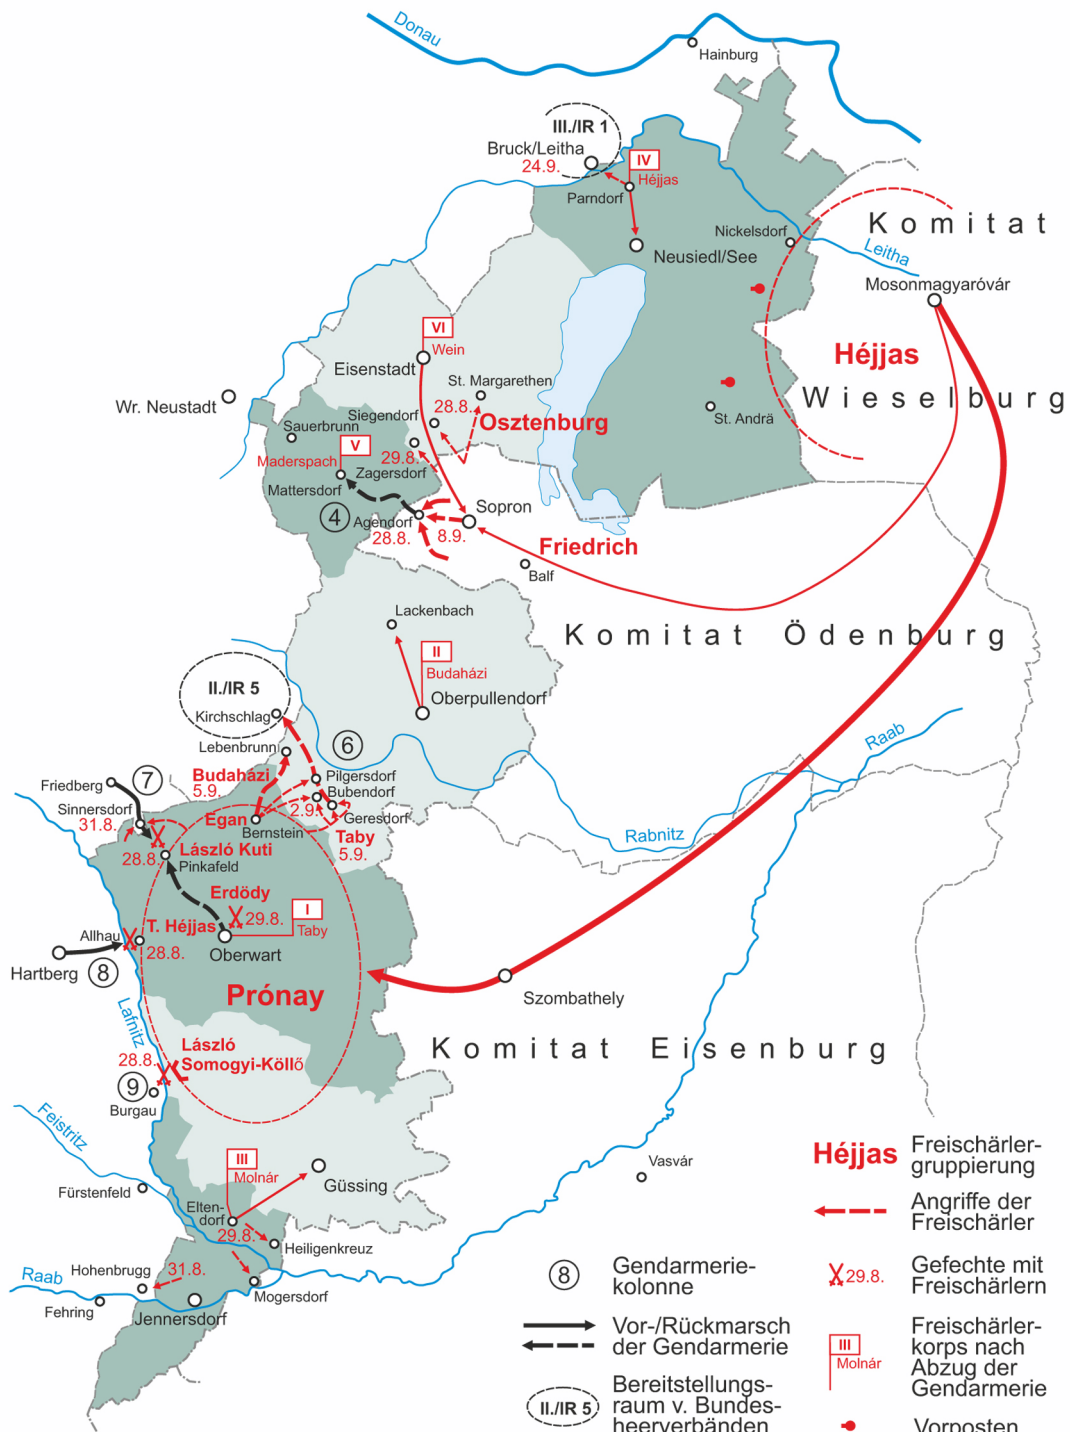 Donau
Hainburg
III./IR 1
Bruck/Leitha
24.9.
IV
Héjjas
Parndorf
Nickelsdorf
Neusiedl/See
Komitat
Leitha
Mosonmagyaróvár
VI
Wein
Eisenstadt
Héjjas
Wieselburg
St. Margarethen
28.8.
Wr. Neustadt
Siegendorf
Osztenburg
St. Andrä
Sauerbrunn
V
Maderspach
29.8.
Zagersdorf
Mattersdorf
4
Agendorf
28.8.
8.9.
Sopron
Friedrich
Balf
Lackenbach
Komitat Ödenburg
II
Budaházi
II./IR 5
Kirchschlag
Oberpullendorf
Lebenbrunn
6
Raab
7
Friedberg
Budaházi
5.9.
Pilgersdorf
Bubendorf
2.9.
Geresdorf
Sinnersdorf
31.8.
Egan
Bernstein
Taby
5.9.
Rabnitz
28.8.
László Kuti
Pinkafeld
Erdödy
29.8.
I
Taby
T. Héjjas
Allhau
28.8.
Oberwart
Hartberg
8
Prónay
Szombathely
Lafnitz
László
Somogyi-Köllő
Komitat Eisenburg
28.8.
9
Burgau
Feistritz
III
Molnár
Güssing
Vasvár
Fürstenfeld
Elten-
dorf
29.8.
Heiligenkreuz
Hohenbrugg
31.8.
Raab
Mogersdorf
Fehring
Jennersdorf
Héjjas
Freischärler-
gruppierung
Angriffe der
Freischärler
8
Gendarmerie-
kolonne
29.8.
Gefechte mit
Freischärlern
Vor-/Rückmarsch
der Gendarmerie
III
Molnár
Freischärler-
korps nach
Abzug der
Gendarmerie
II./IR 5
Bereitstellungs-
raum v. Bundes-
heerverbänden
Vorposten